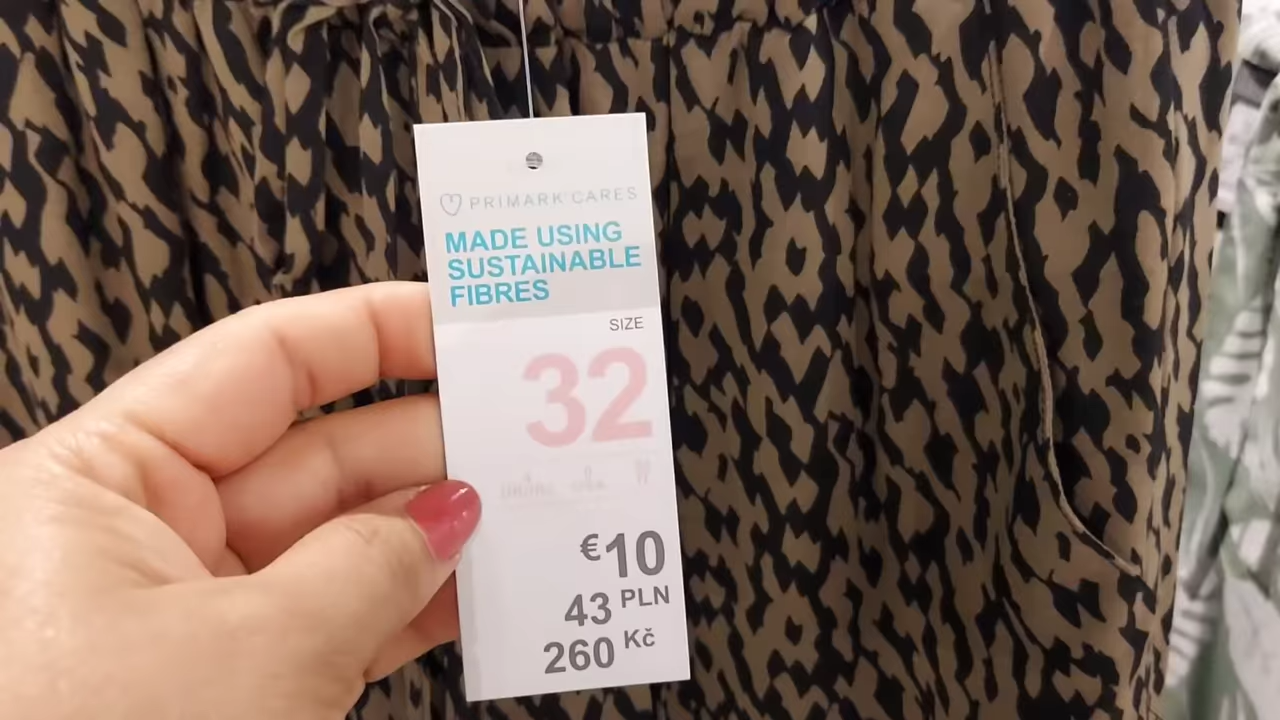 PRIMARK CARES
MADE USING
SUSTAINABLE
FIBRES
SIZE
32
€10
43 PLN
260 Kč